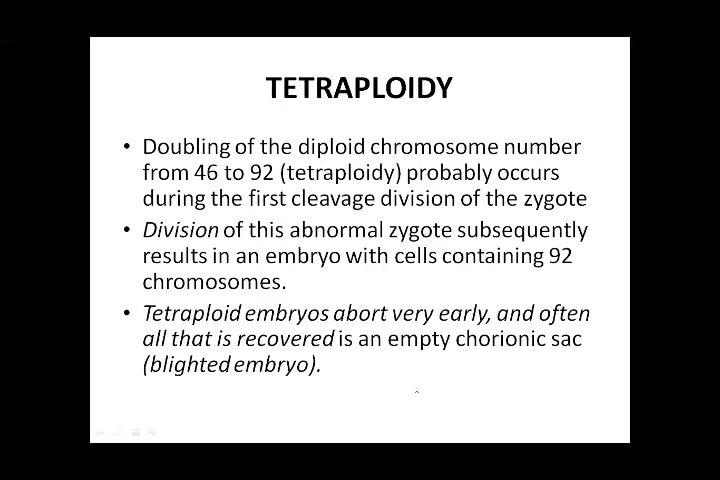 TETRAPLOIDY
• Doubling of the diploid chromosome number
from 46 to 92 (tetraploidy) probably occurs
during the first cleavage division of the zygote
• Division of this abnormal zygote subsequently
results in an embryo with cells containing 92
chromosomes.
• Tetraploid embryos abort very early, and often
all that is recovered is an empty chorionic sac
(blighted embryo).